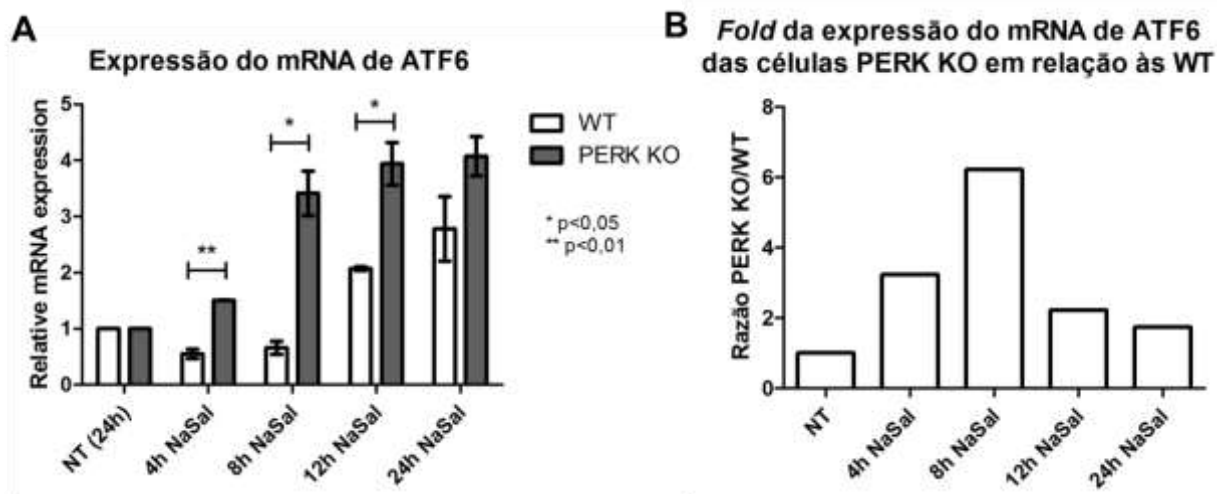 A
Expressão do mRNA de ATF6
Relative mRNA expression
5
4
3
2
1
0
**
*
*
NT (24h)
4h NaSal
8h NaSal
12h NaSal
24h NaSal
WT
PERK KO
* p<0,05
** p<0,01
B
Fold da expressão do mRNA de ATF6
das células PERK KO em relação às WT
Razão PERK KO/WT
8
6
4
2
0
NT
4h NaSal
8h NaSal
12h NaSal
24h NaSal